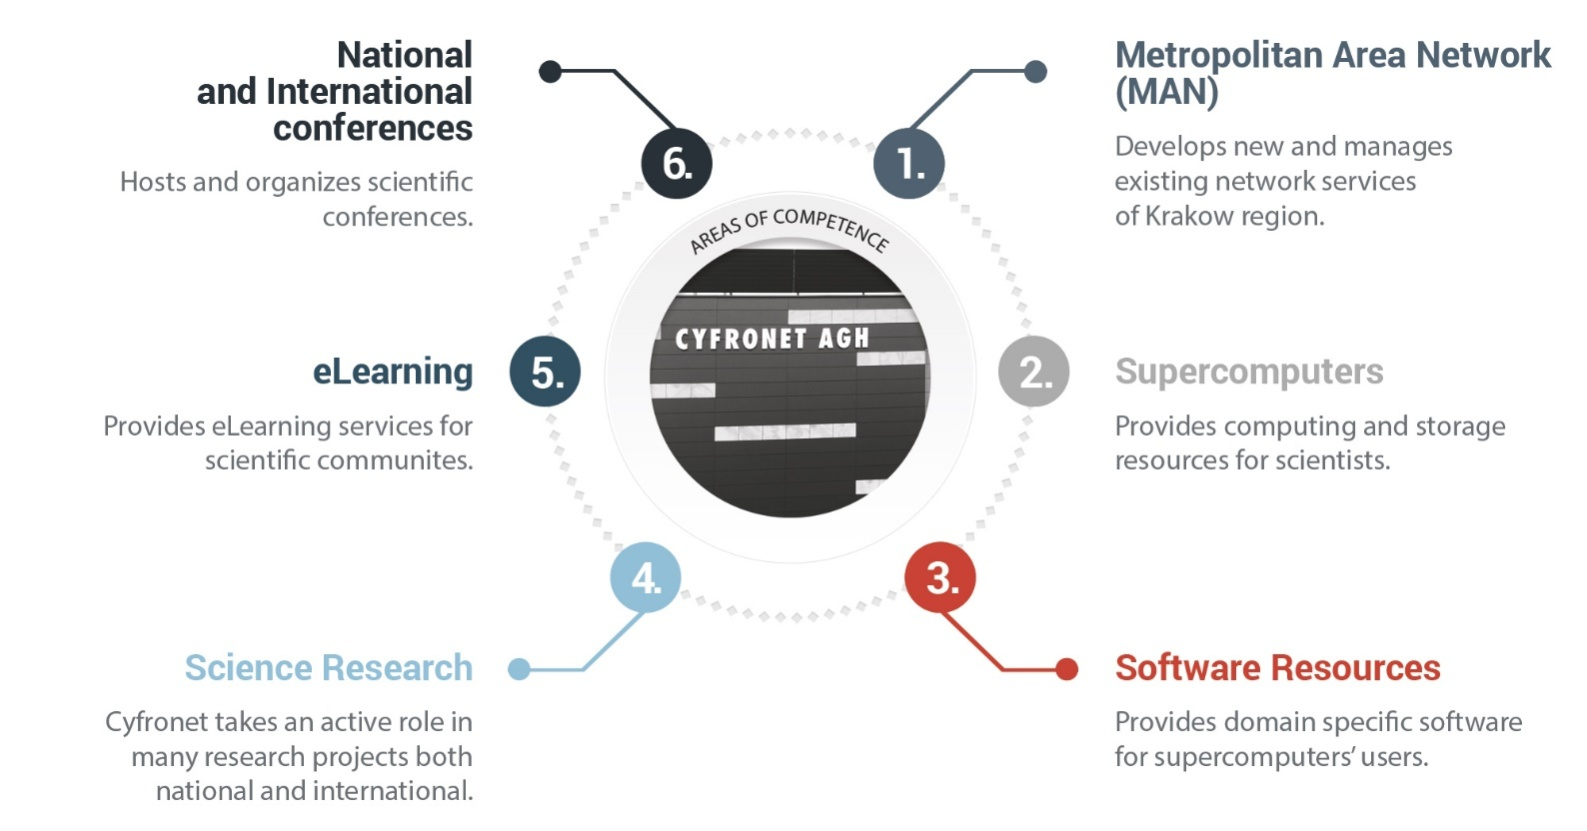 AREAS OF COMPETENCE
CYFRONET AGH
1.
Metropolitan Area Network
(MAN)
Develops new and manages
existing network services
of Krakow region.
2.
Supercomputers
Provides computing and storage
resources for scientists.
3.
Software Resources
Provides domain specific software
for supercomputers’ users.
4.
Science Research
Cyfronet takes an active role in
many research projects both
national and international.
5.
eLearning
Provides eLearning services for
scientific communites.
6.
National
and International
conferences
Hosts and organizes scientific
conferences.